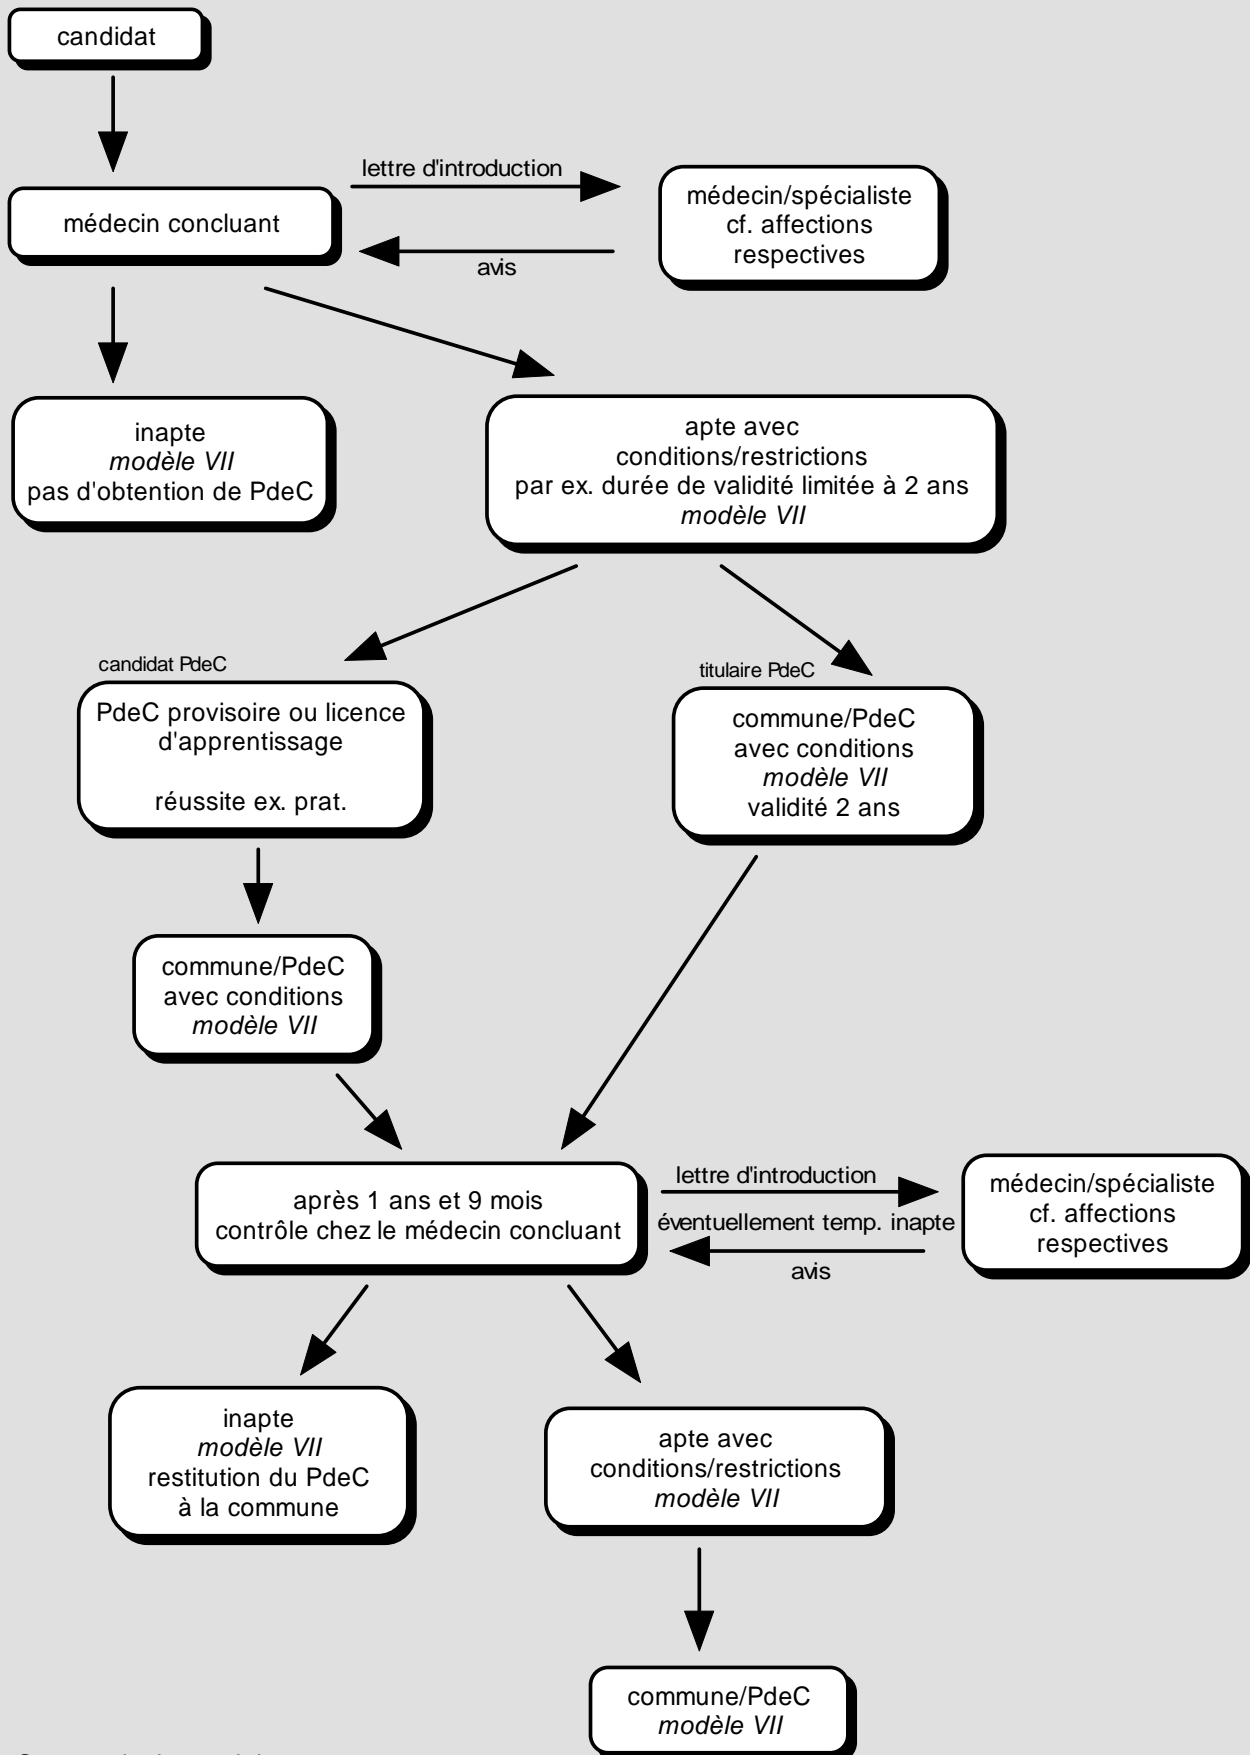 candidat
lettre d'introduction
médecin concluant
médecin/spécialiste
cf. affections
respectives
avis
inapte
modèle VII
pas d'obtention de PdeC
apte avec
conditions/restrictions
par ex. durée de validité limitée à 2 ans
modèle VII
candidat PdeC
PdeC provisoire ou licence
d'apprentissage
réussite ex. prat.
titulaire PdeC
commune/PdeC
avec conditions
modèle VII
validité 2 ans
commune/PdeC
avec conditions
modèle VII
après 1 ans et 9 mois
contrôle chez le médecin concluant
lettre d'introduction
éventuellement temp. inapte
avis
médecin/spécialiste
cf. affections
respectives
inapte
modèle VII
restitution du PdeC
à la commune
apte avec
conditions/restrictions
modèle VII
commune/PdeC
modèle VII